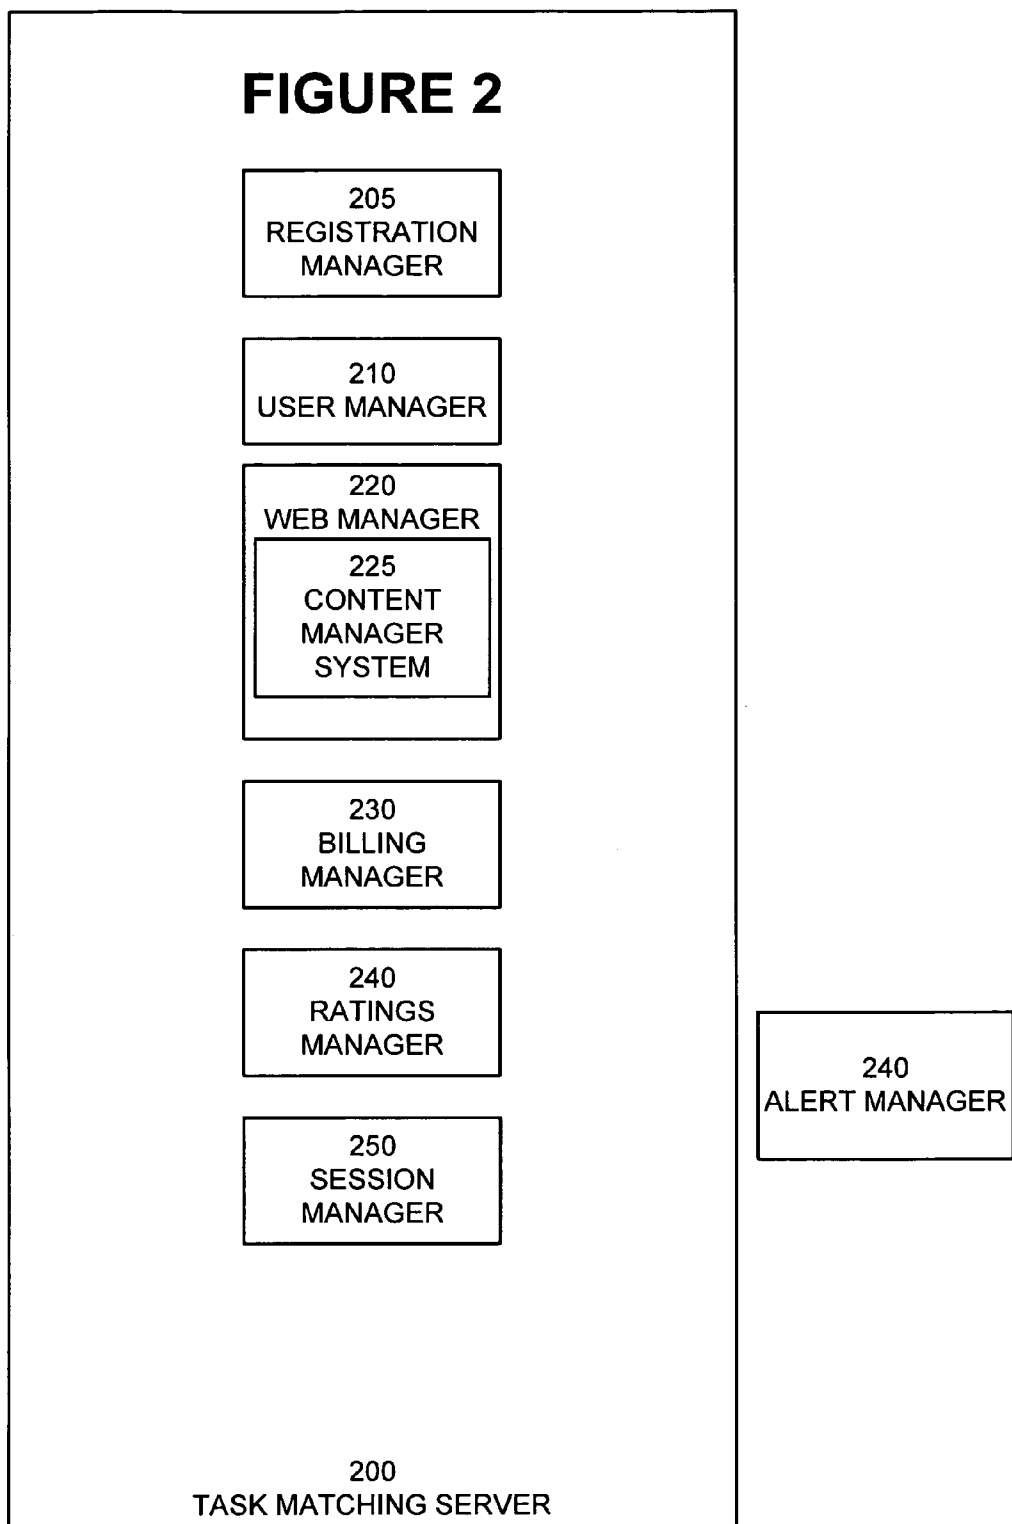 FIGURE 2
205
REGISTRATION
MANAGER
210
USER MANAGER
220
WEB MANAGER
225
CONTENT
MANAGER
SYSTEM
230
BILLING
MANAGER
240
RATINGS
MANAGER
240
ALERT MANAGER
250
SESSION
MANAGER
200
TASK MATCHING SERVER